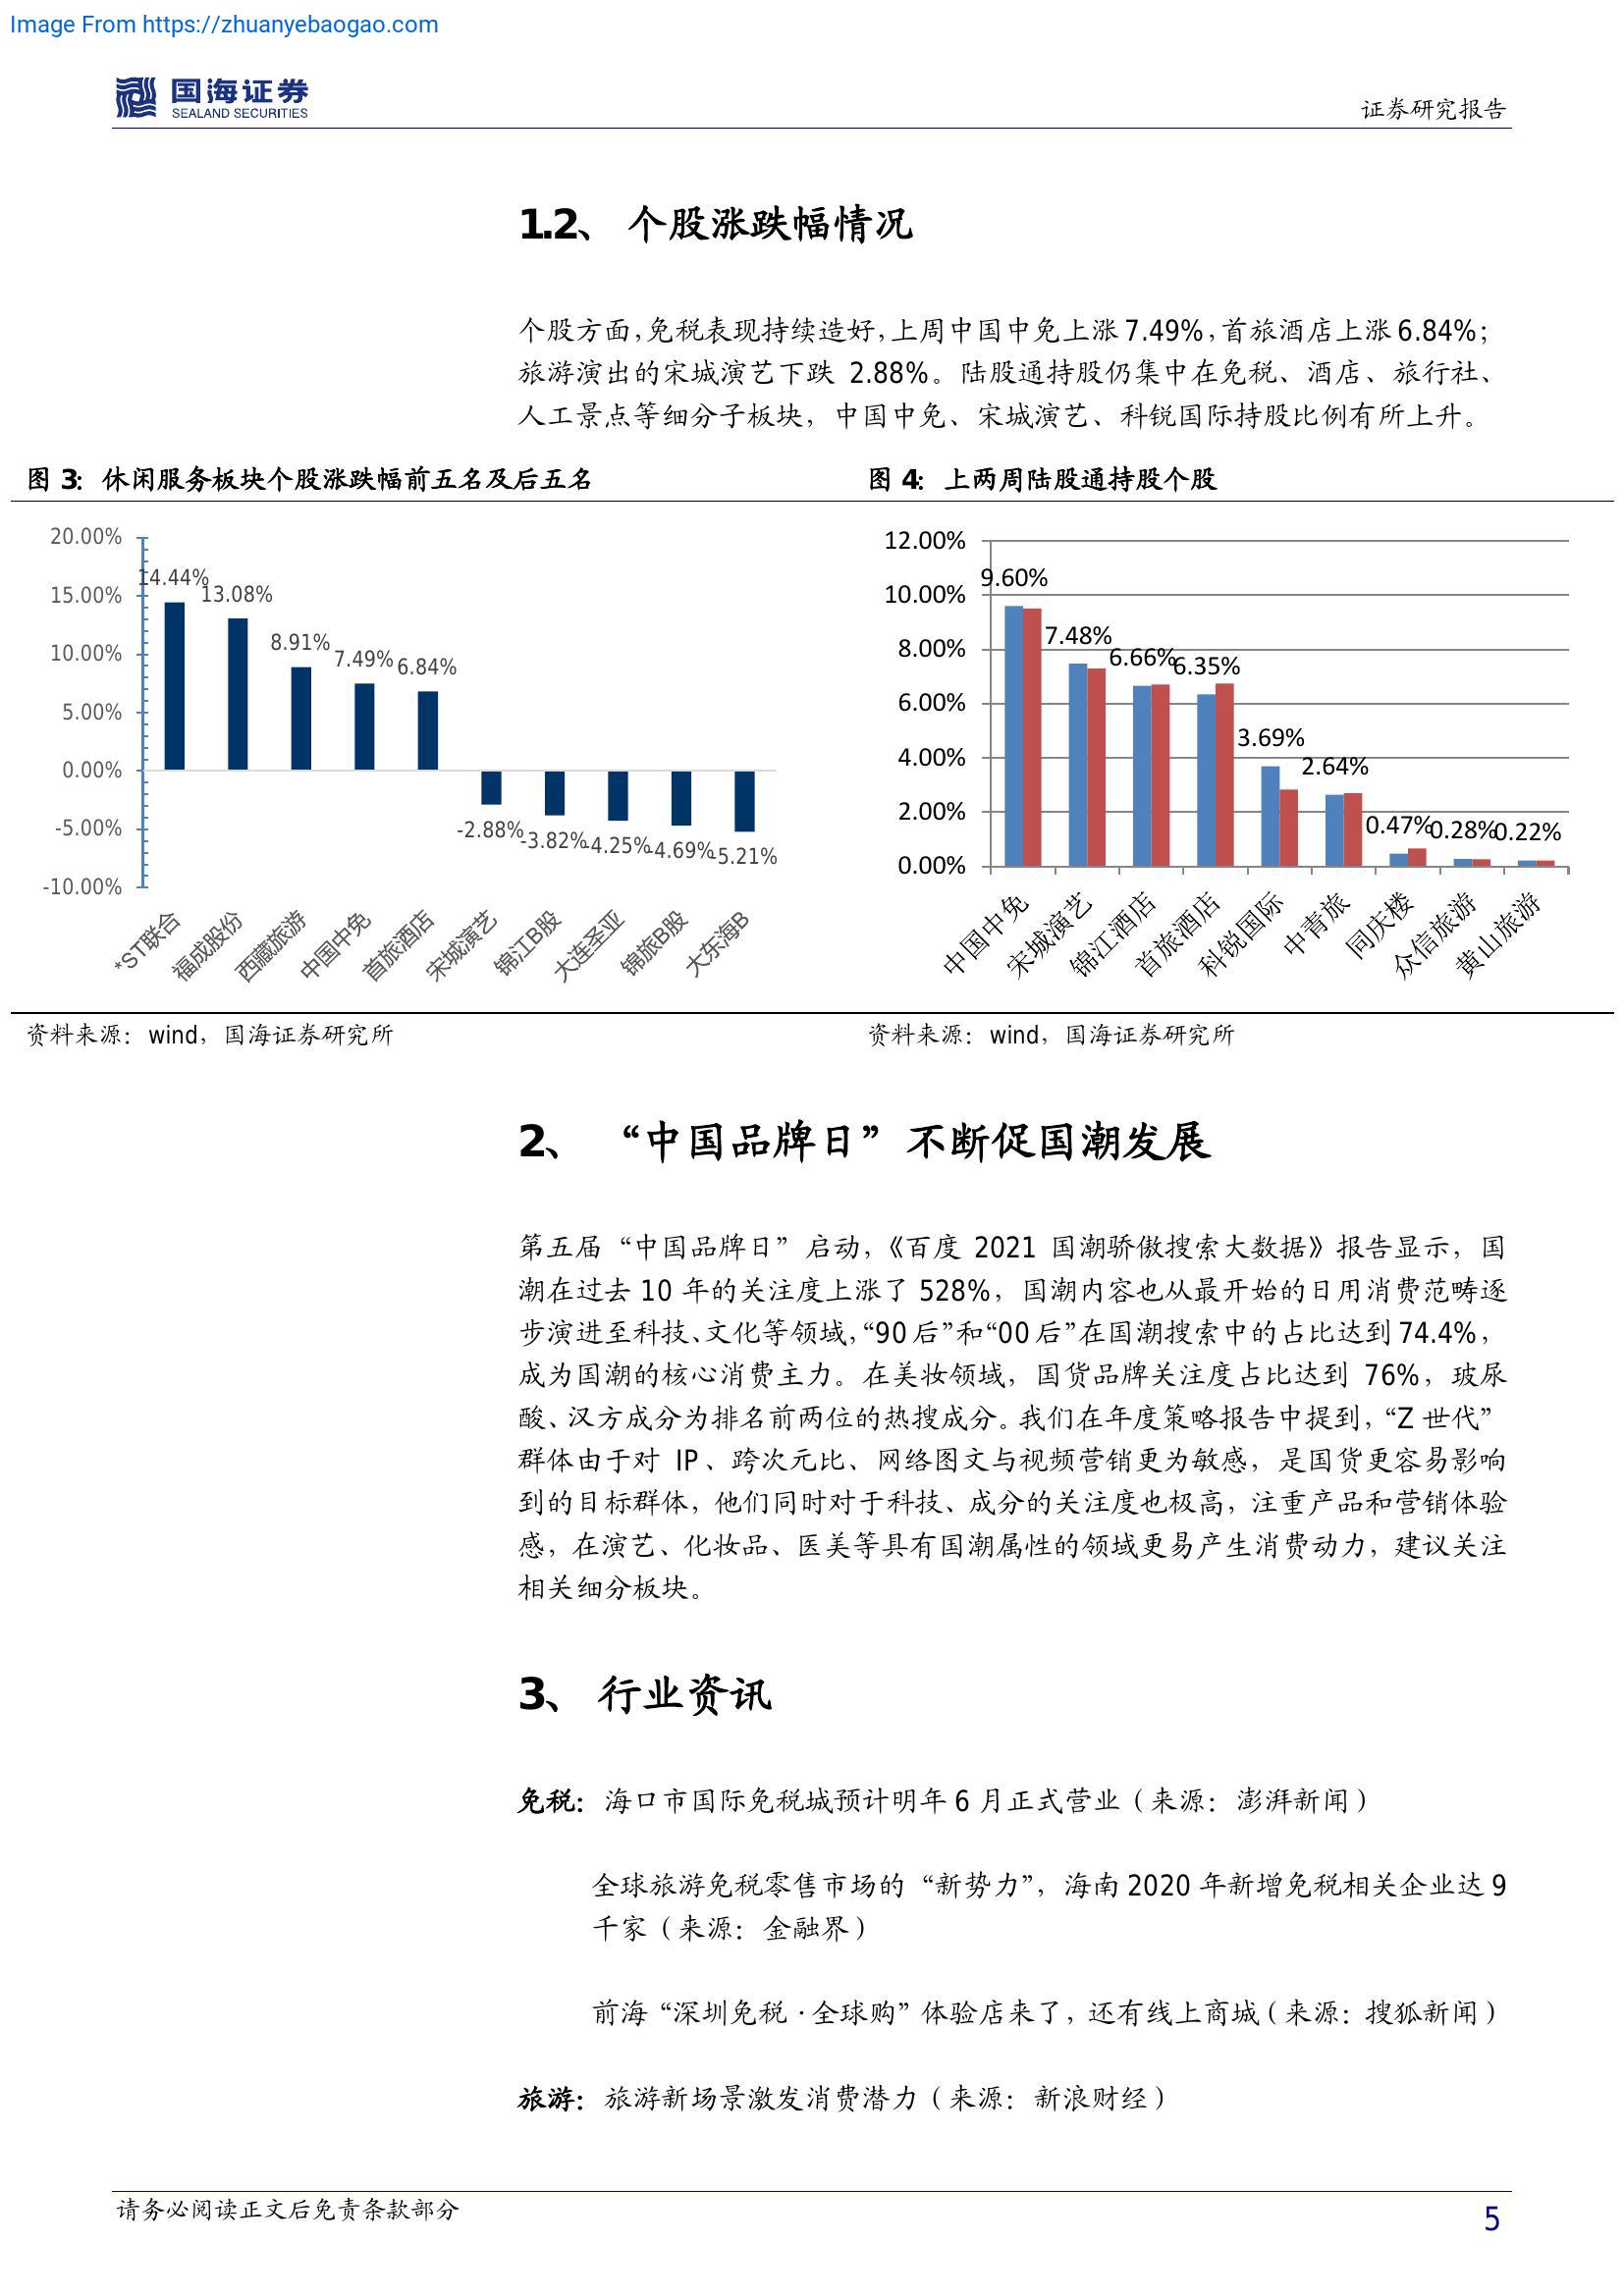 Image From https://zhuanyebaogao.com
国海证券
SEALAND SECURITIES
证券研究报告
1.2、 个股涨跌幅情况
个股方面，免税表现持续造好，上周中国中免上涨 7.49%，首旅酒店上涨 6.84%；
旅游演出的宋城演艺下跌 2.88%。陆股通持股仍集中在免税、酒店、旅行社、
人工景点等细分子板块，中国中免、宋城演艺、科锐国际持股比例有所上升。
图 3：休闲服务板块个股涨跌幅前五名及后五名
20.00%
15.00%
10.00%
5.00%
0.00%
-5.00%
-10.00%
14.44%
13.08%
8.91%
7.49%
6.84%
-2.88%
-3.82%
-4.25%
-4.69%
-5.21%
*ST联合
福成股份
西藏旅游
中国中免
首旅酒店
宋城演艺
锦江B股
大连圣亚
锦旅B股
大东海B
资料来源：wind，国海证券研究所
图 4：上两周陆股通持股个股
12.00%
10.00%
8.00%
6.00%
4.00%
2.00%
0.00%
9.60%
7.48%
6.66%
6.35%
3.69%
2.64%
0.47%
0.28%
0.22%
中国中免
宋城演艺
锦江酒店
首旅酒店
科锐国际
中青旅
同庆楼
众信旅游
黄山旅游
资料来源：wind，国海证券研究所
2、 “中国品牌日”不断促国潮发展
第五届“中国品牌日”启动，《百度 2021 国潮骄傲搜索大数据》报告显示，国
潮在过去 10 年的关注度上涨了 528%，国潮内容也从最开始的日用消费范畴逐
步演进至科技、文化等领域，“90 后”和“00 后”在国潮搜索中的占比达到 74.4%，
成为国潮的核心消费主力。在美妆领域，国货品牌关注度占比达到 76%，玻尿
酸、汉方成分为排名前两位的热搜成分。我们在年度策略报告中提到，“Z 世代”
群体由于对 IP、跨次元比、网络图文与视频营销更为敏感，是国货更容易影响
到的目标群体，他们同时对于科技、成分的关注度也极高，注重产品和营销体验
感，在演艺、化妆品、医美等具有国潮属性的领域更易产生消费动力，建议关注
相关细分板块。
3、 行业资讯
免税：海口市国际免税城预计明年 6 月正式营业（来源：澎湃新闻）
全球旅游免税零售市场的“新势力”，海南 2020 年新增免税相关企业达 9
千家（来源：金融界）
前海“深圳免税·全球购”体验店来了，还有线上商城（来源：搜狐新闻）
旅游：旅游新场景激发消费潜力（来源：新浪财经）
请务必阅读正文后免责条款部分
5